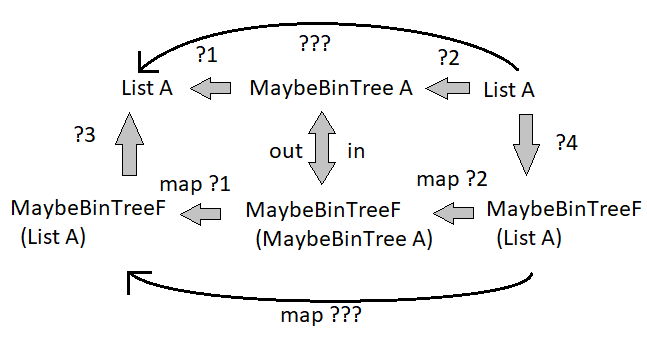 ???
?1
?2
List A
MaybeBinTree A
List A
?3
out
in
?4
map ?1
map ?2
MaybeBinTreeF
(List A)
MaybeBinTreeF
(MaybeBinTree A)
MaybeBinTreeF
(List A)
map ???